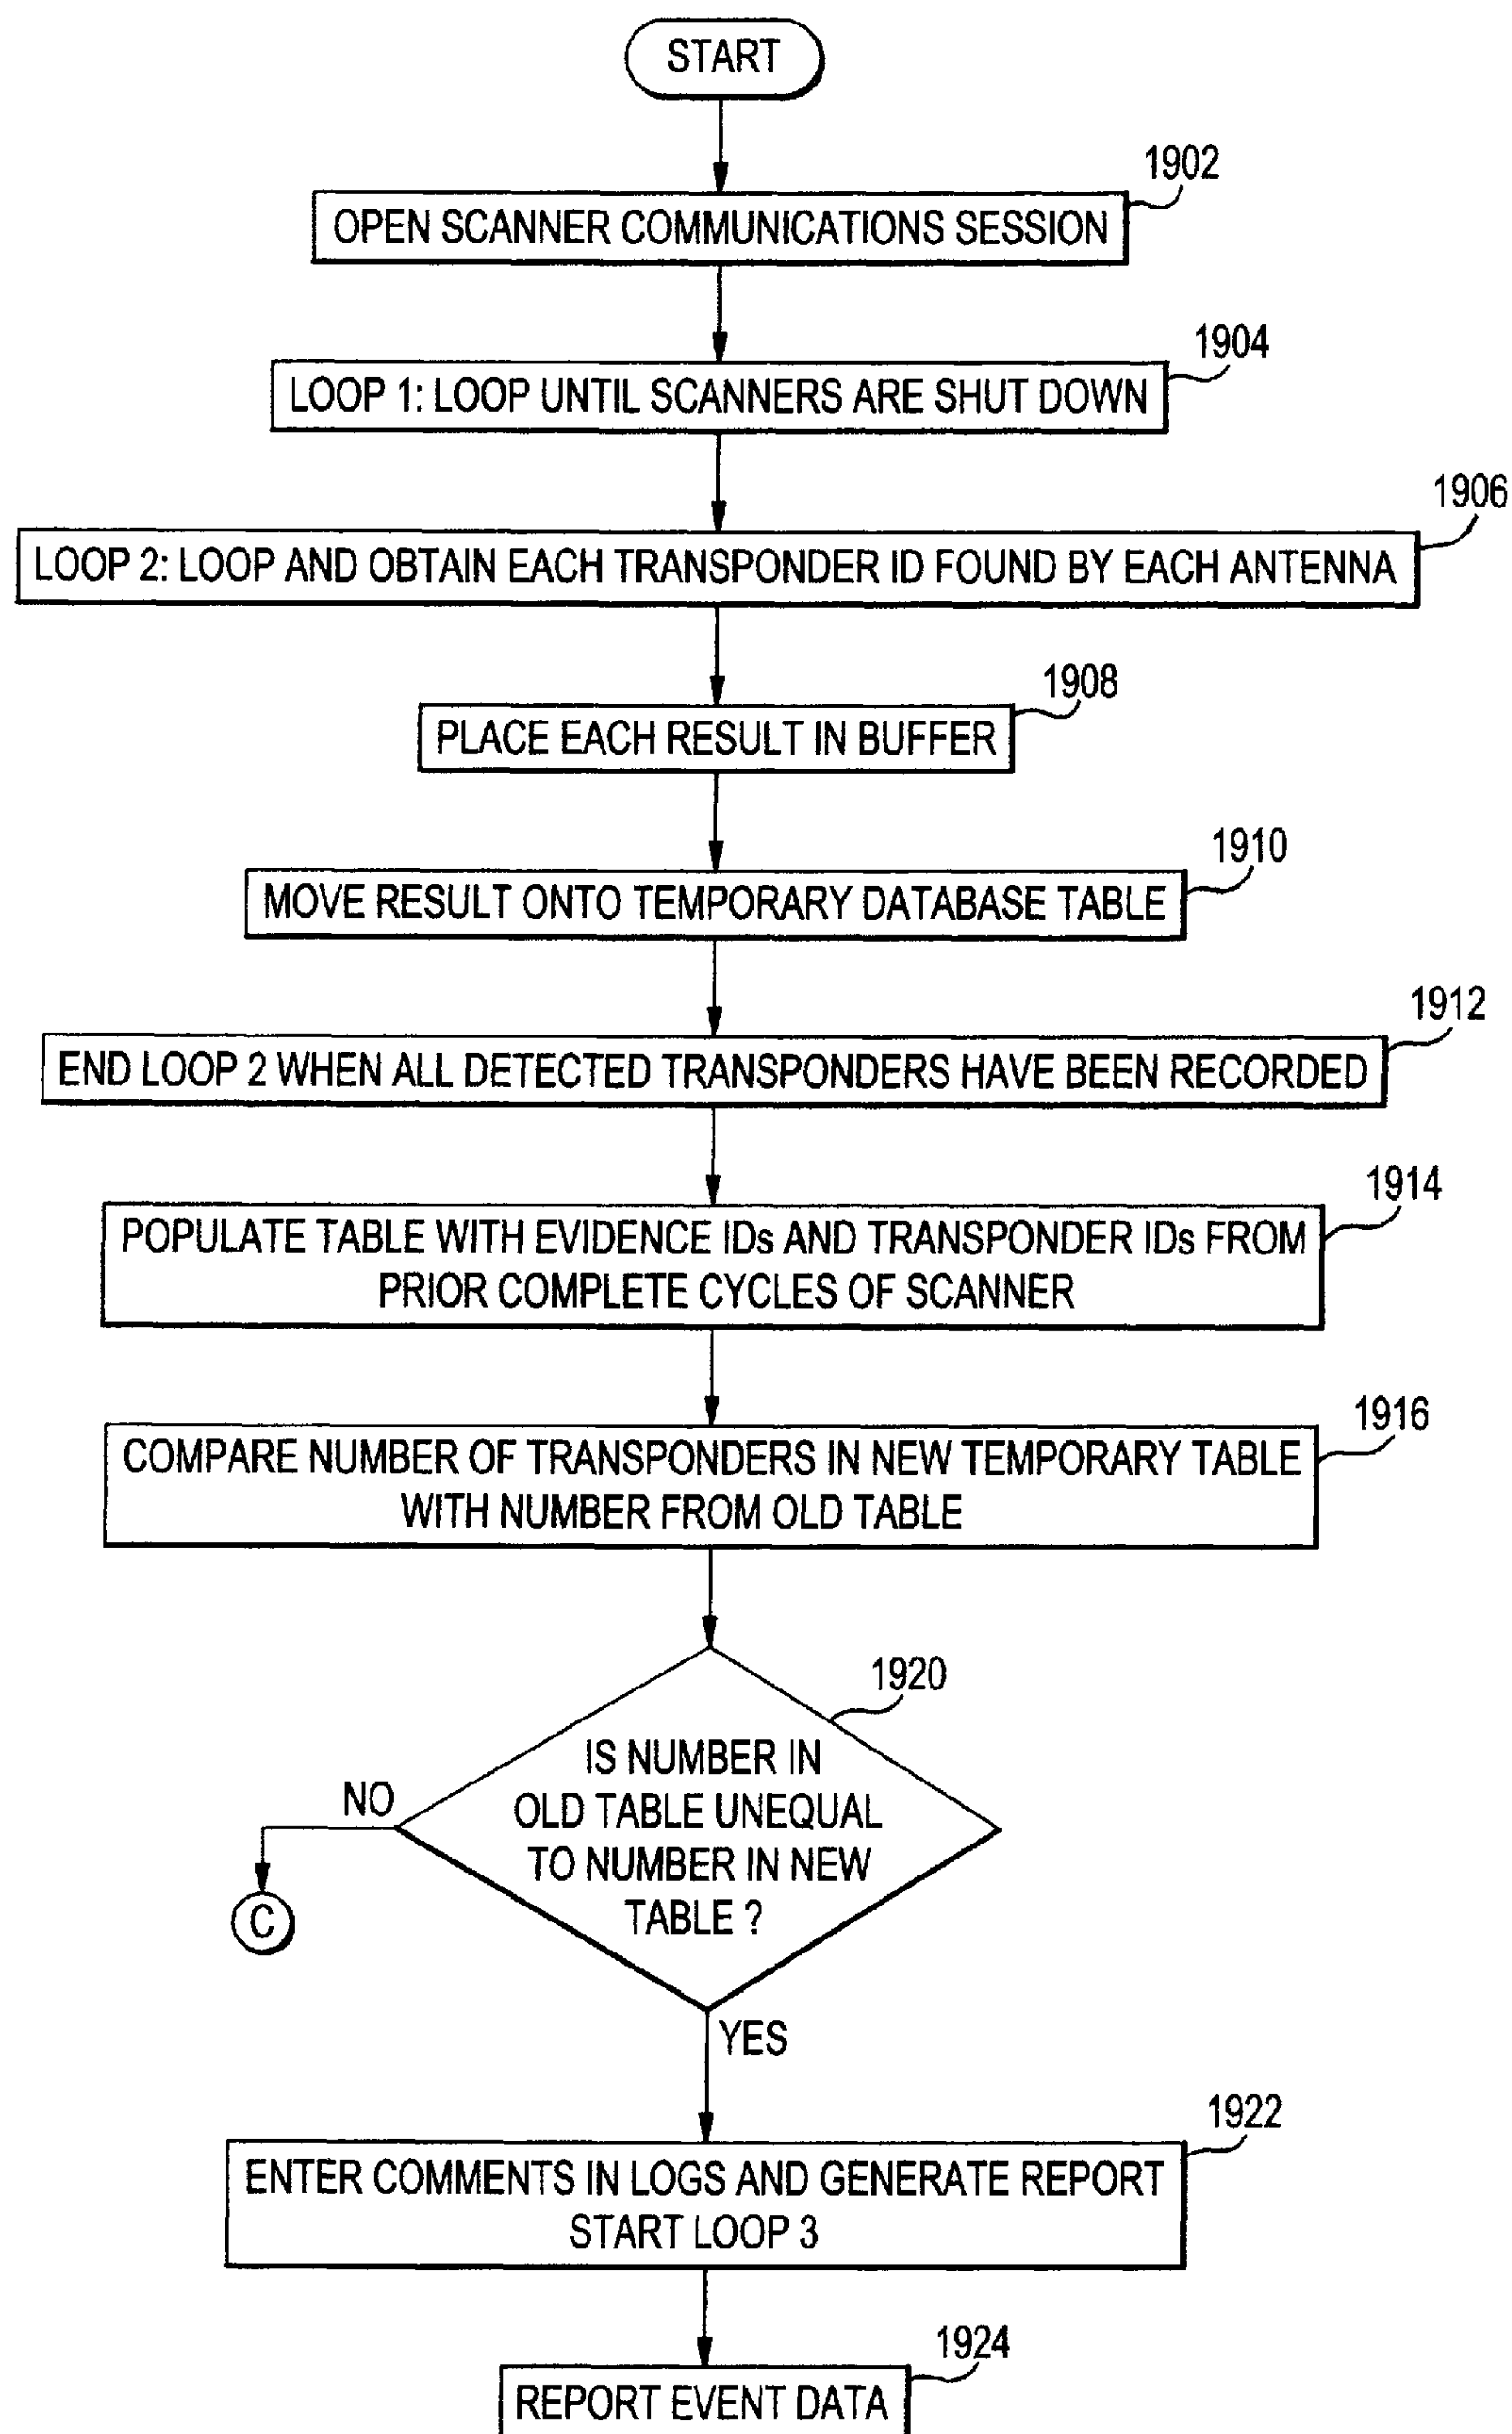 START
1902
OPEN SCANNER COMMUNICATIONS SESSION
1904
LOOP 1: LOOP UNTIL SCANNERS ARE SHUT DOWN
1906
LOOP 2: LOOP AND OBTAIN EACH TRANSPONDER ID FOUND BY EACH ANTENNA
1908
PLACE EACH RESULT IN BUFFER
1910
MOVE RESULT ONTO TEMPORARY DATABASE TABLE
1912
END LOOP 2 WHEN ALL DETECTED TRANSPONDERS HAVE BEEN RECORDED
1914
POPULATE TABLE WITH EVIDENCE IDs AND TRANSPONDER IDs FROM
PRIOR COMPLETE CYCLES OF SCANNER
1916
COMPARE NUMBER OF TRANSPONDERS IN NEW TEMPORARY TABLE
WITH NUMBER FROM OLD TABLE
1920
IS NUMBER IN
OLD TABLE UNEQUAL
TO NUMBER IN NEW
TABLE ?
NO
C
YES
1922
ENTER COMMENTS IN LOGS AND GENERATE REPORT
START LOOP 3
1924
REPORT EVENT DATA